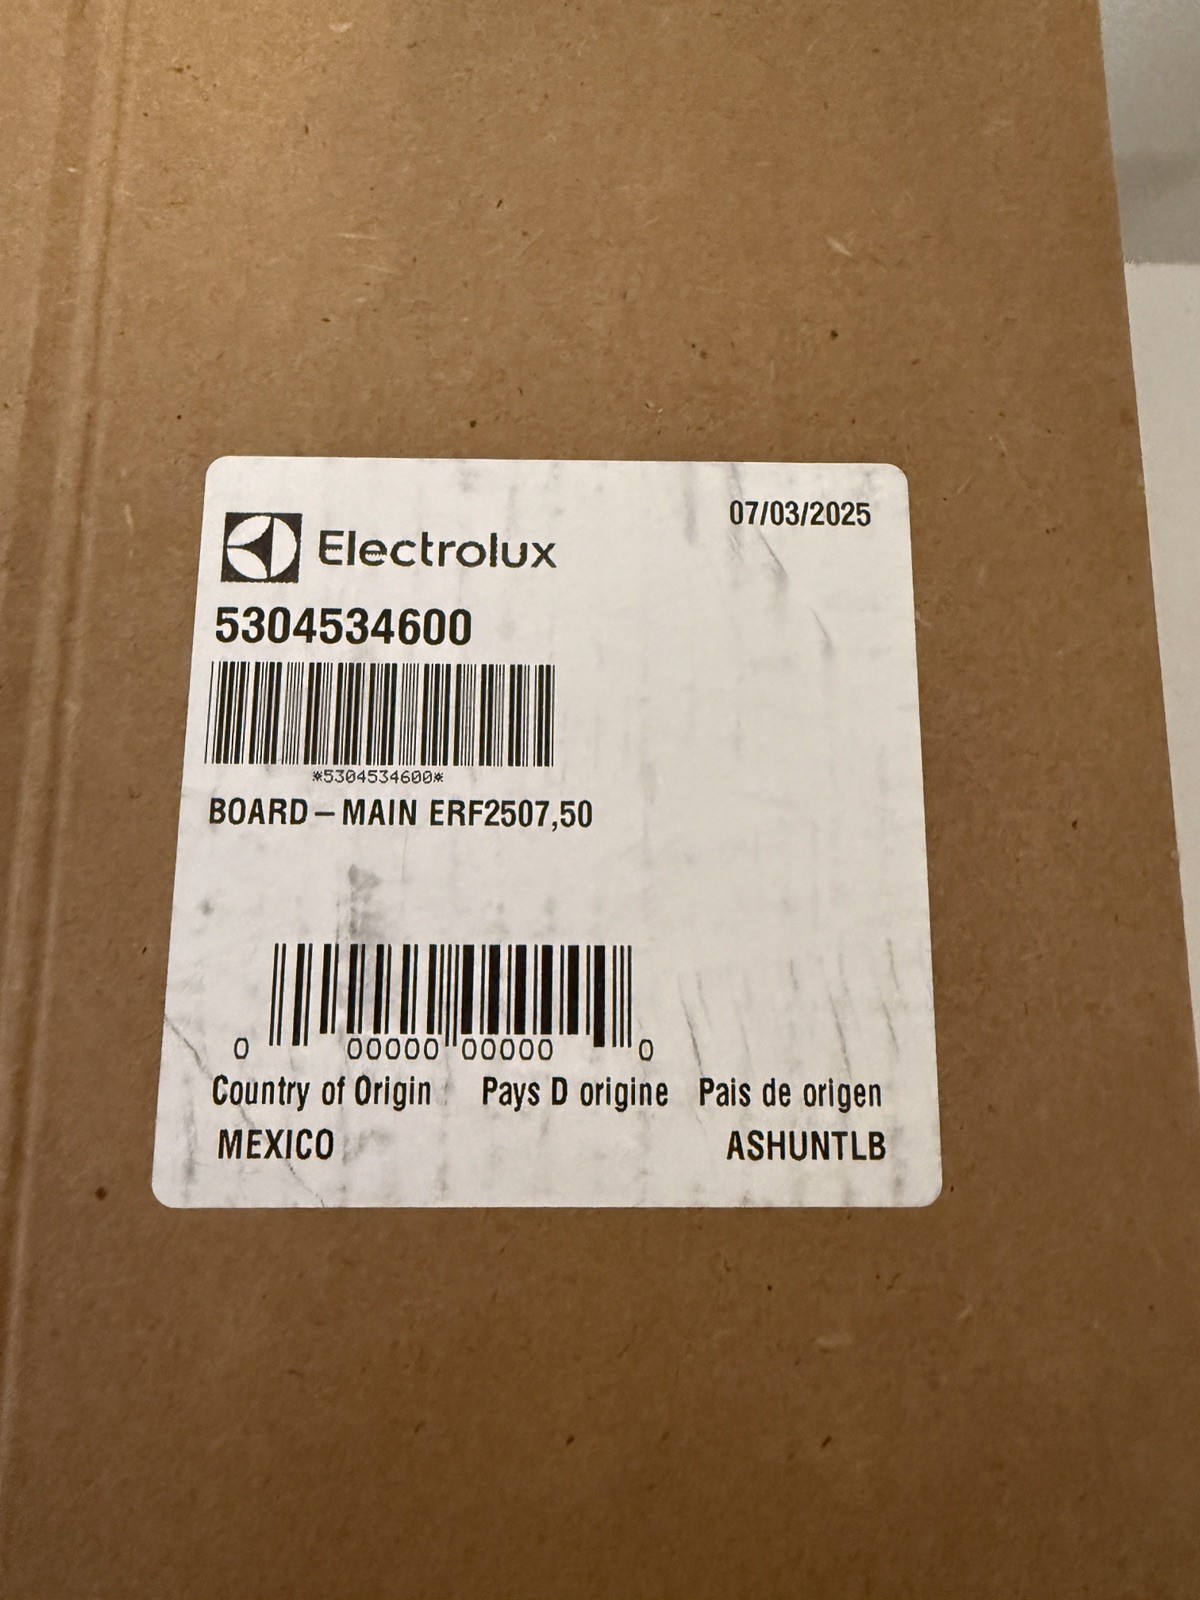 07/03/2025
Electrolux
5304534600
*5304534600*
BOARD-MAIN ERF2507,50
0 00000 00000 0
Country of Origin Pays D origine Pais de origen
MEXICO ASHUNTLB